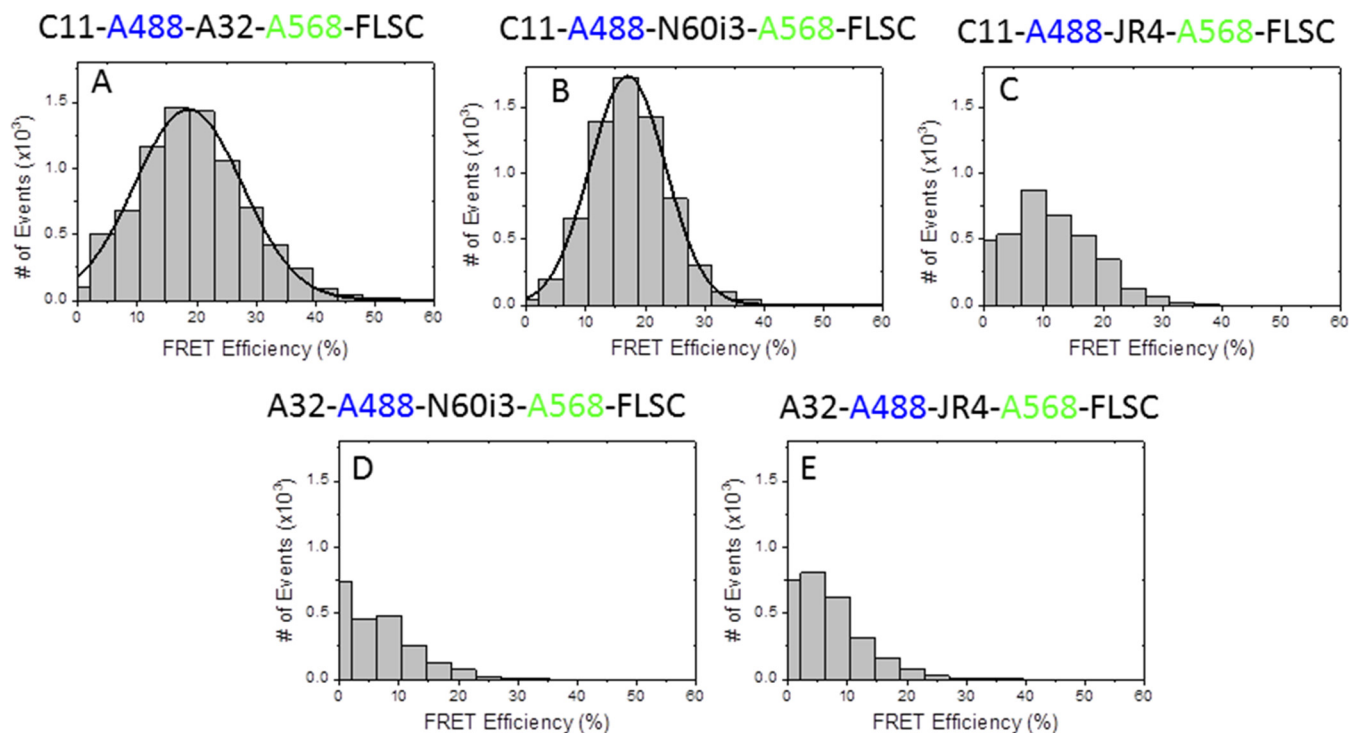 C11-A488-A32-A568-FLSC
C11-A488-N60i3-A568-FLSC
C11-A488-JR4-A568-FLSC
A
# of Events (x10³)
1.5
1.0
0.5
0.0
0 10 20 30 40 50 60
FRET Efficiency (%)
B
# of Events (x10³)
1.5
1.0
0.5
0.0
0 10 20 30 40 50 60
FRET Efficiency (%)
C
# of Events (x10³)
1.5
1.0
0.5
0.0
0 10 20 30 40 50 60
FRET Efficiency (%)
A32-A488-N60i3-A568-FLSC
A32-A488-JR4-A568-FLSC
D
# of Events (x10³)
1.5
1.0
0.5
0.0
0 10 20 30 40 50 60
FRET Efficiency (%)
E
# of Events (x10³)
1.5
1.0
0.5
0.0
0 10 20 30 40 50 60
FRET Efficiency (%)